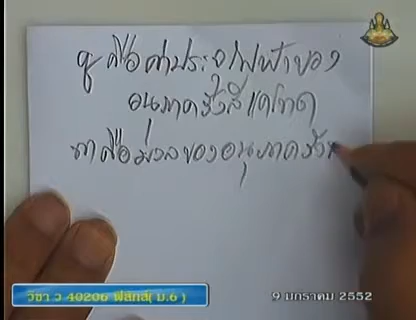 q คือ ค่าประจุไฟฟ้าของ
อนุภาครังสีแคโทด
m คือ มวลของอนุภาครัง
วิชา ว 40206 ฟิสิกส์( ม.6 )
9 มกราคม 2552